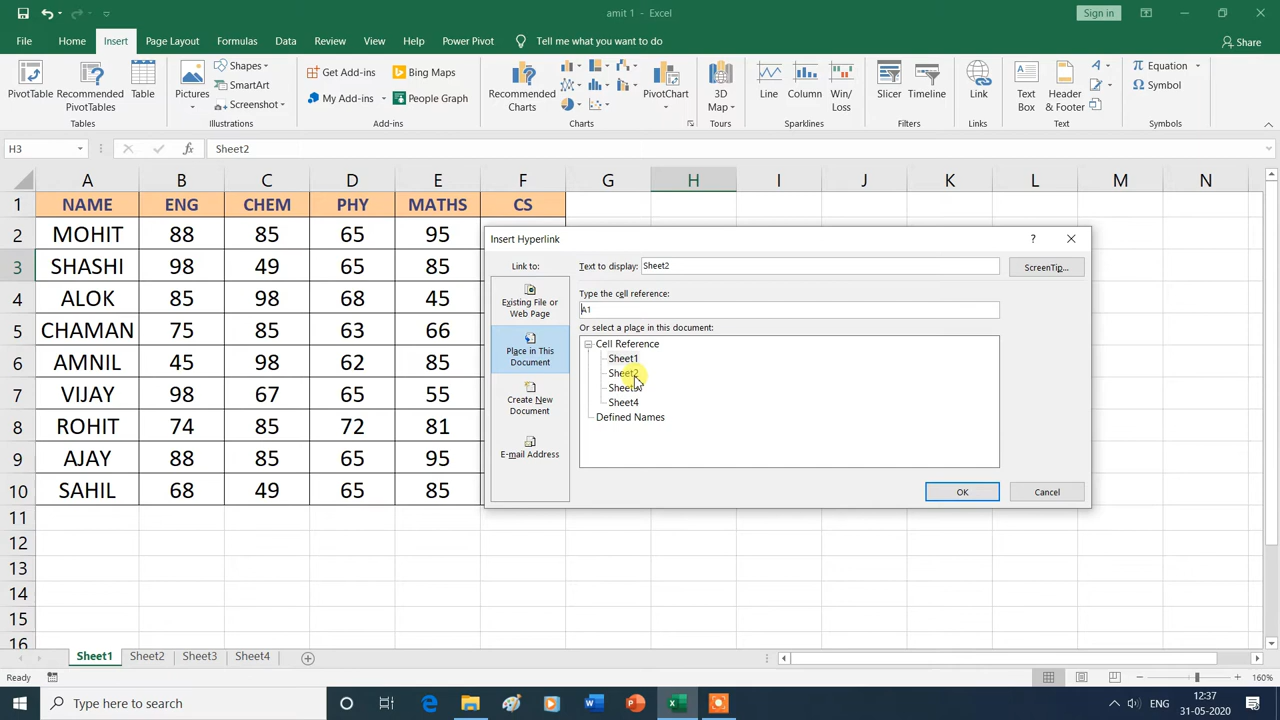 amit 1 - Excel
Sign in
File Home Insert Page Layout Formulas Data Review View Help Power Pivot Tell me what you want to do Share
PivotTable
Recommended PivotTables
Table
Tables
Pictures
Shapes
SmartArt
Screenshot
Illustrations
Get Add-ins
My Add-ins
Bing Maps
People Graph
Add-ins
Recommended Charts
PivotChart
Charts
3D Map
Tours
Line
Column
Win/Loss
Sparklines
Slicer
Timeline
Filters
Link
Links
Text Box
Header & Footer
Text
Equation
Symbol
Symbols
H3 fx Sheet2
A B C D E F G H I J K L M N
1 NAME ENG CHEM PHY MATHS CS
2 MOHIT 88 85 65 95
3 SHASHI 98 49 65 85
4 ALOK 85 98 68 45
5 CHAMAN 75 85 63 66
6 AMNIL 45 98 62 85
7 VIJAY 98 67 65 55
8 ROHIT 74 85 72 81
9 AJAY 88 85 65 95
10 SAHIL 68 49 65 85
11
12
13
14
15
16
Insert Hyperlink ?
Link to:
Text to display: Sheet2
ScreenTip...
Existing File or Web Page
Place in This Document
Create New Document
E-mail Address
Type the cell reference:
A1
Or select a place in this document:
Cell Reference
Sheet1
Sheet2
Sheet3
Sheet4
Defined Names
OK Cancel
Sheet1 Sheet2 Sheet3 Sheet4
Ready 160%
Type here to search
ENG
12:37
31-05-2020